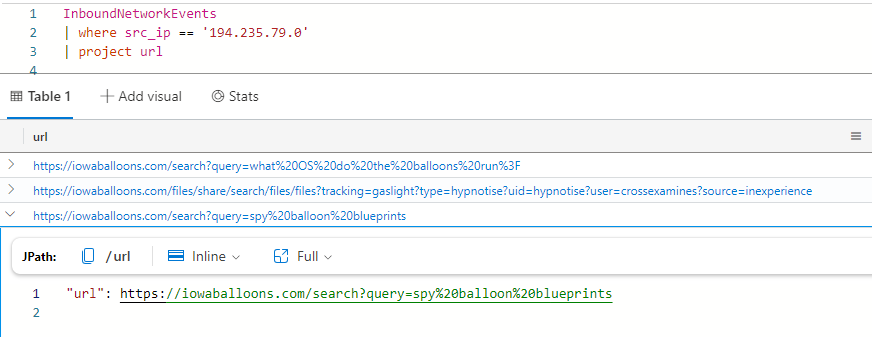 1 InboundNetworkEvents
2 | where src_ip == '194.235.79.0'
3 | project url
4
Table 1 Add visual Stats
url
https://iowaballoons.com/search?query=what%20OS%20do%20the%20balloons%20run%3F
https://iowaballoons.com/files/share/search/files/files?tracking=gaslight?type=hypnotise?uid=hypnotise?user=crossexamines?source=inexperience
https://iowaballoons.com/search?query=spy%20balloon%20blueprints
JPath: /url Inline Full
1 "url": https://iowaballoons.com/search?query=spy%20balloon%20blueprints
2